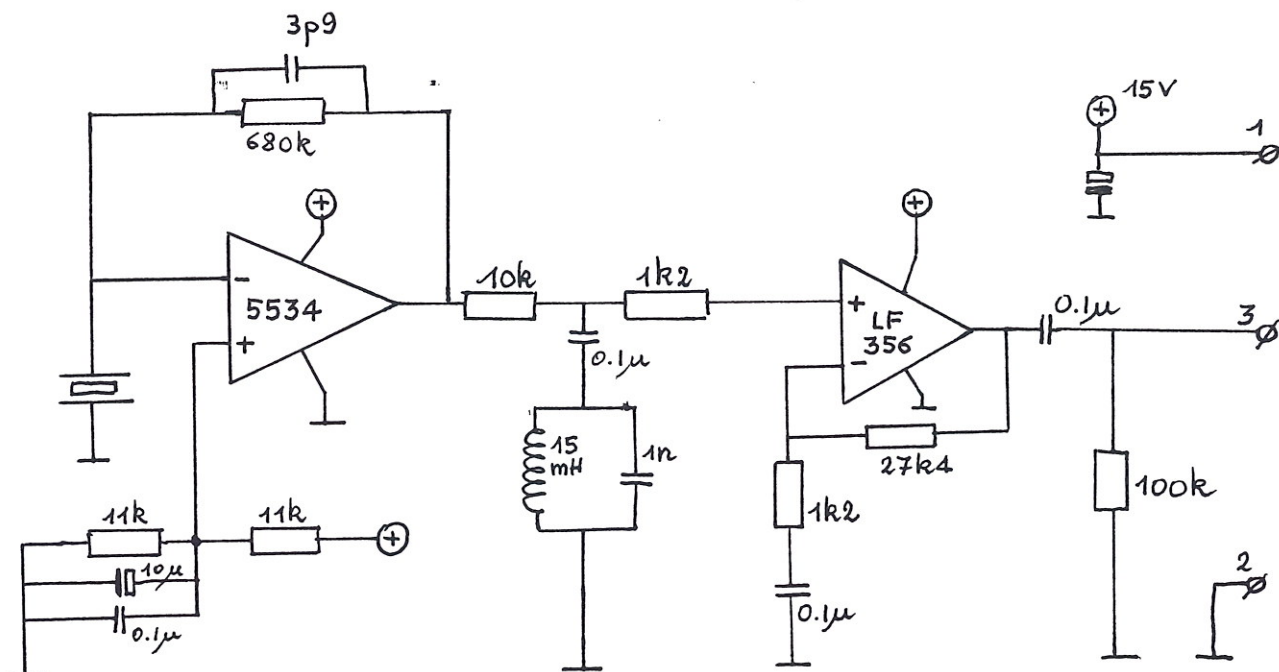 3p9
680k
15V
1
+
+
+
-
5534
+
10k
1k2
+
LF
356
-
0.1µ
3
0.1µ
27k4
15
mH
1n
1k2
100k
11k
11k
+
10µ
0.1µ
0.1µ
2